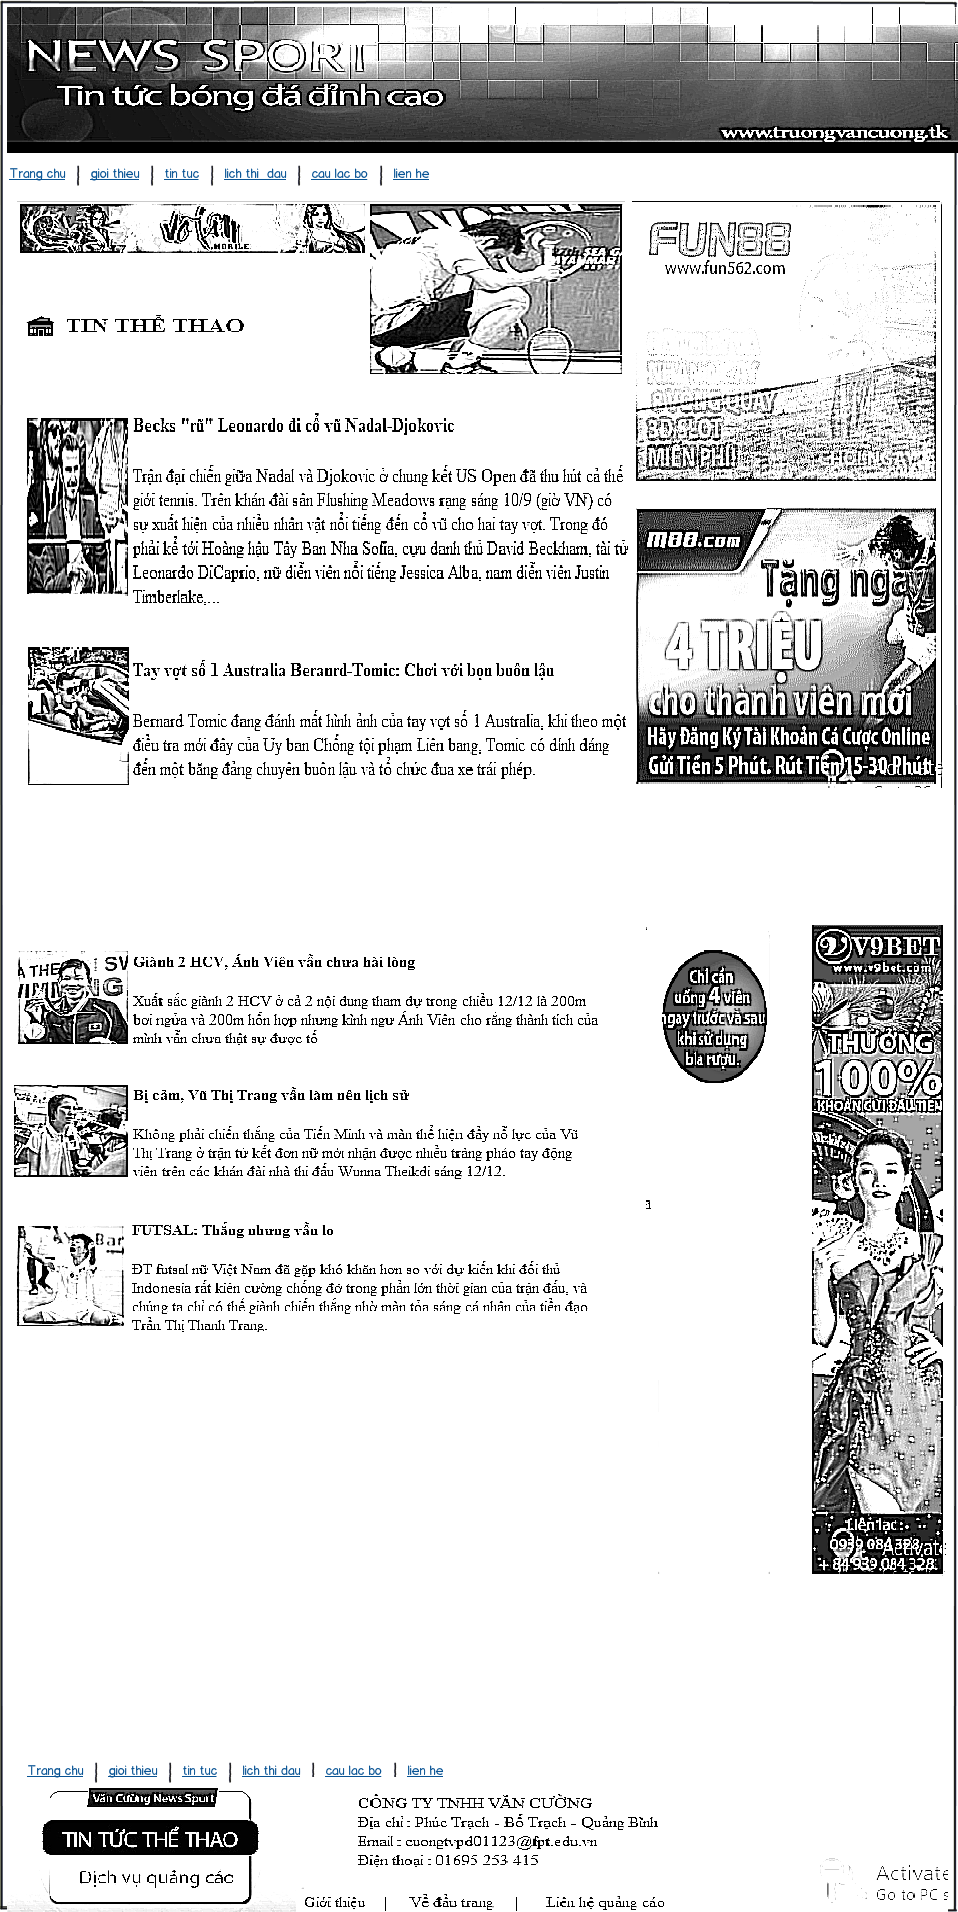 NEWS SPORT
Tin tức bóng đá đỉnh cao
www.truongvancuong.tk
Trang chu | gioi thieu | tin tuc | lich thi dau | cau lac bo | lien he
MOBILE
FUN88
www.fun562.com
TIN THỂ THAO
3D SLOT
MIỄN PHÍ
Becks "rũ" Leonardo đi cổ vũ Nadal-Djokovic
Trận đại chiến giữa Nadal và Djokovic ở chung kết US Open đã thu hút cả thế
giới tennis. Trên khán đài sân Flushing Meadows rạng sáng 10/9 (giờ VN) có
sự xuất hiện của nhiều nhân vật nổi tiếng đến cổ vũ cho hai tay vợt. Trong đó
phải kể tới Hoàng hậu Tây Ban Nha Sofia, cựu danh thủ David Beckham, tài tử
Leonardo DiCaprio, nữ diễn viên nổi tiếng Jessica Alba, nam diễn viên Justin
Timberlake,...
m88.com
Tặng ngay
4 TRIỆU
cho thành viên mới
Hãy Đăng Ký Tài Khoản Cá Cược Online
Gửi Tiền 5 Phút. Rút Tiền 15-30 Phút
Tay vợt số 1 Australia Beranrd-Tomic: Chơi với bọn buôn lậu
Bernard Tomic đang đánh mất hình ảnh của tay vợt số 1 Australia, khi theo một
điều tra mới đây của Uy ban Chống tội phạm Liên bang, Tomic có dính dáng
đến một băng đảng chuyên buôn lậu và tổ chức đua xe trái phép.
Giành 2 HCV, Ánh Viên vẫn chưa hài lòng
Xuất sắc giành 2 HCV ở cả 2 nội dung tham dự trong chiều 12/12 là 200m
bơi ngửa và 200m hỗn hợp nhưng kình ngư Ánh Viên cho rằng thành tích của
mình vẫn chưa thật sự được tố
Chỉ cần
uống 4 viên
ngay trước và sau
khi sử dụng
bia rượu.
V9BET
www.v9bet.com
THƯỞNG
100%
KHOẢN GỬI ĐẦU TIÊN
Bị cảm, Vũ Thị Trang vẫn làm nên lịch sử
Không phải chiến thắng của Tiến Minh và màn thể hiện đầy nỗ lực của Vũ
Thị Trang ở trận tứ kết đơn nữ mới nhận được nhiều tràng pháo tay động
viên trên các khán đài nhà thi đấu Wunna Theikdi sáng 12/12.
FUTSAL: Thắng nhưng vẫn lo
ĐT futsal nữ Việt Nam đã gặp khó khăn hơn so với dự kiến khi đối thủ
Indonesia rất kiên cường chống đỡ trong phần lớn thời gian của trận đấu, và
chúng ta chỉ có thể giành chiến thắng nhờ màn tỏa sáng cá nhân của tiền đạo
Trần Thị Thanh Trang.
Liên lạc:
0939 084 328
+ 84 939 084 328
Trang chu | gioi thieu | tin tuc | lich thi dau | cau lac bo | lien he
Văn Cường News Sport
TIN TỨC THỂ THAO
Dịch vụ quảng cáo
CÔNG TY TNHH VĂN CƯỜNG
Địa chỉ : Phúc Trạch - Bố Trạch - Quảng Bình
Email : cuongtvpd01123@fpt.edu.vn
Điện thoại : 01695 253 415
Giới thiệu | Về đầu trang | Liên hệ quảng cáo
Activate
Go to PC s